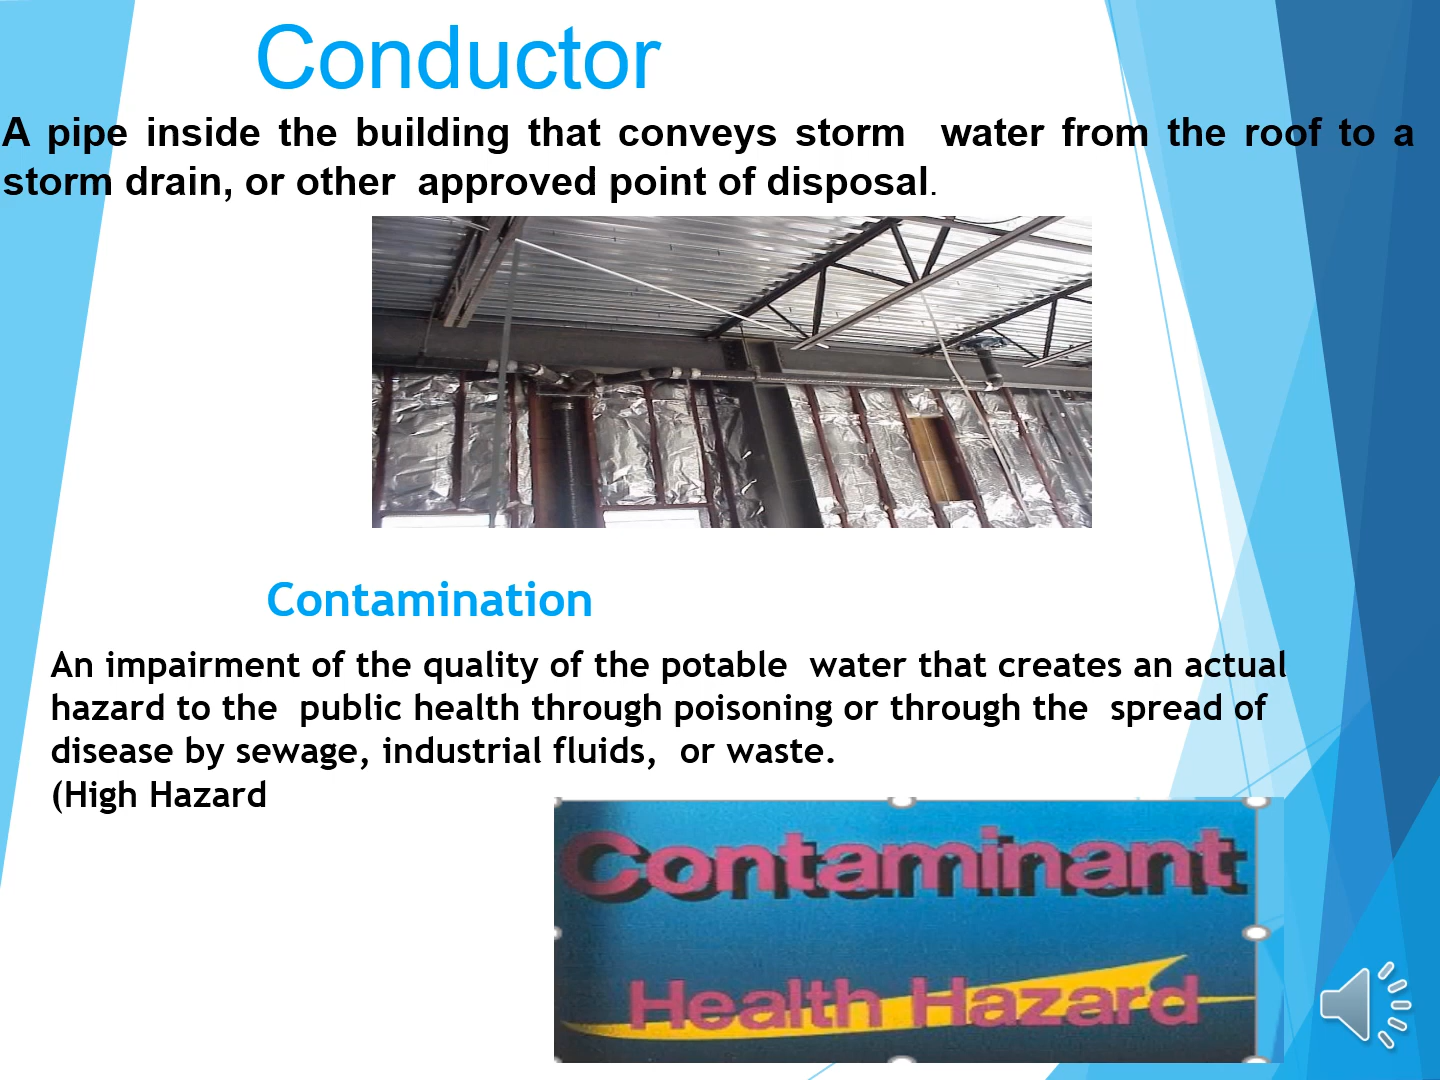 Conductor
A pipe inside the building that conveys storm water from the roof to a
storm drain, or other approved point of disposal.
Contamination
An impairment of the quality of the potable water that creates an actual
hazard to the public health through poisoning or through the spread of
disease by sewage, industrial fluids, or waste.
(High Hazard
Contaminant
Health Hazard